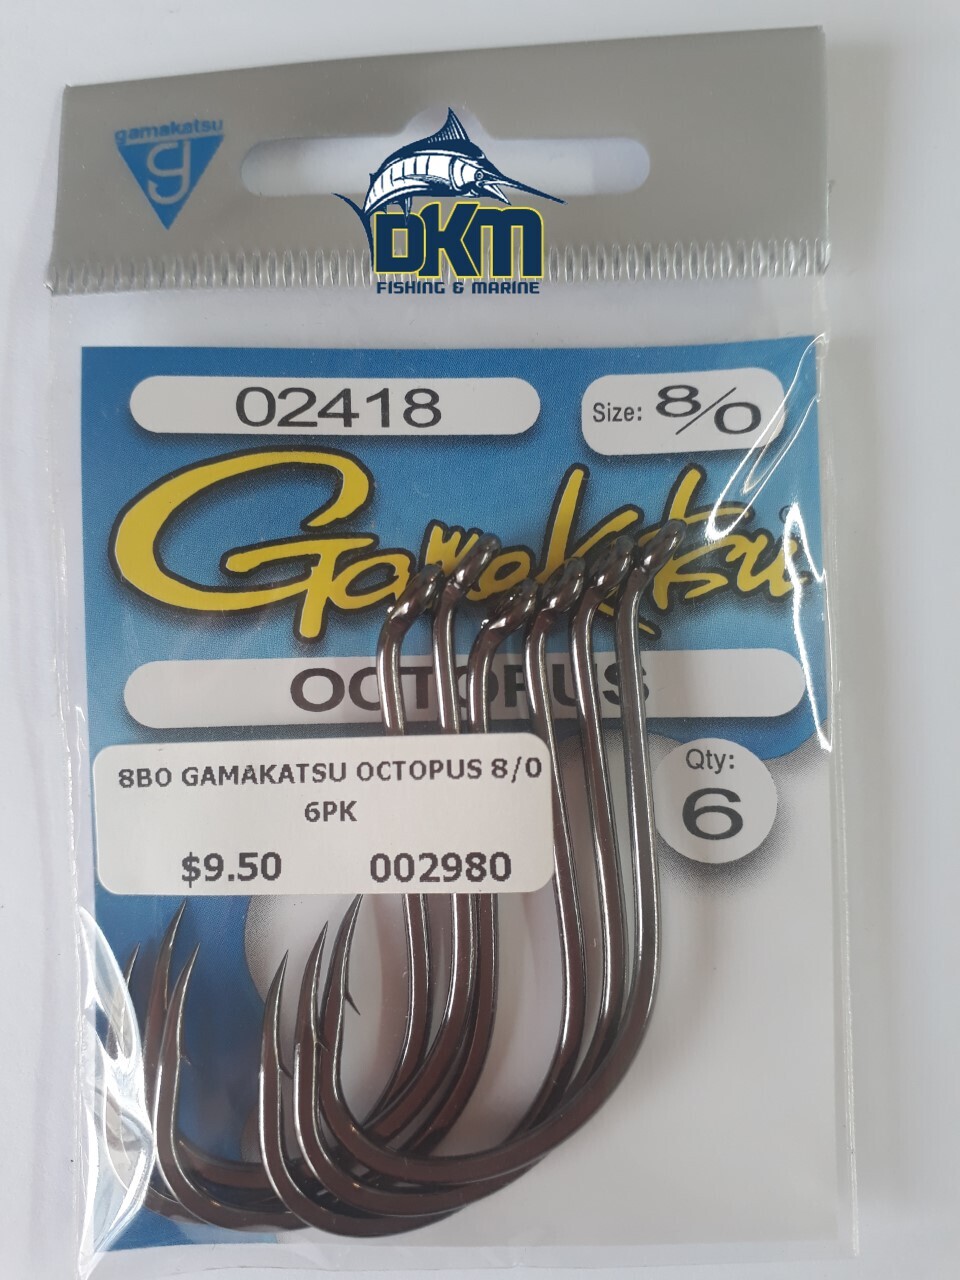 gamakatsu
g
DKM
FISHING & MARINE
02418
Size: 8/0
Gamakatsu
OCTOPUS
8BO GAMAKATSU OCTOPUS 8/0
6PK
$9.50 002980
Qty:
6